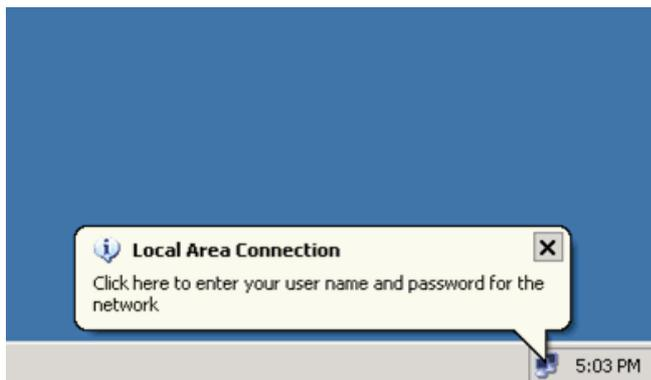 Local Area Connection
Click here to enter your user name and password for the
network
5:03 PM